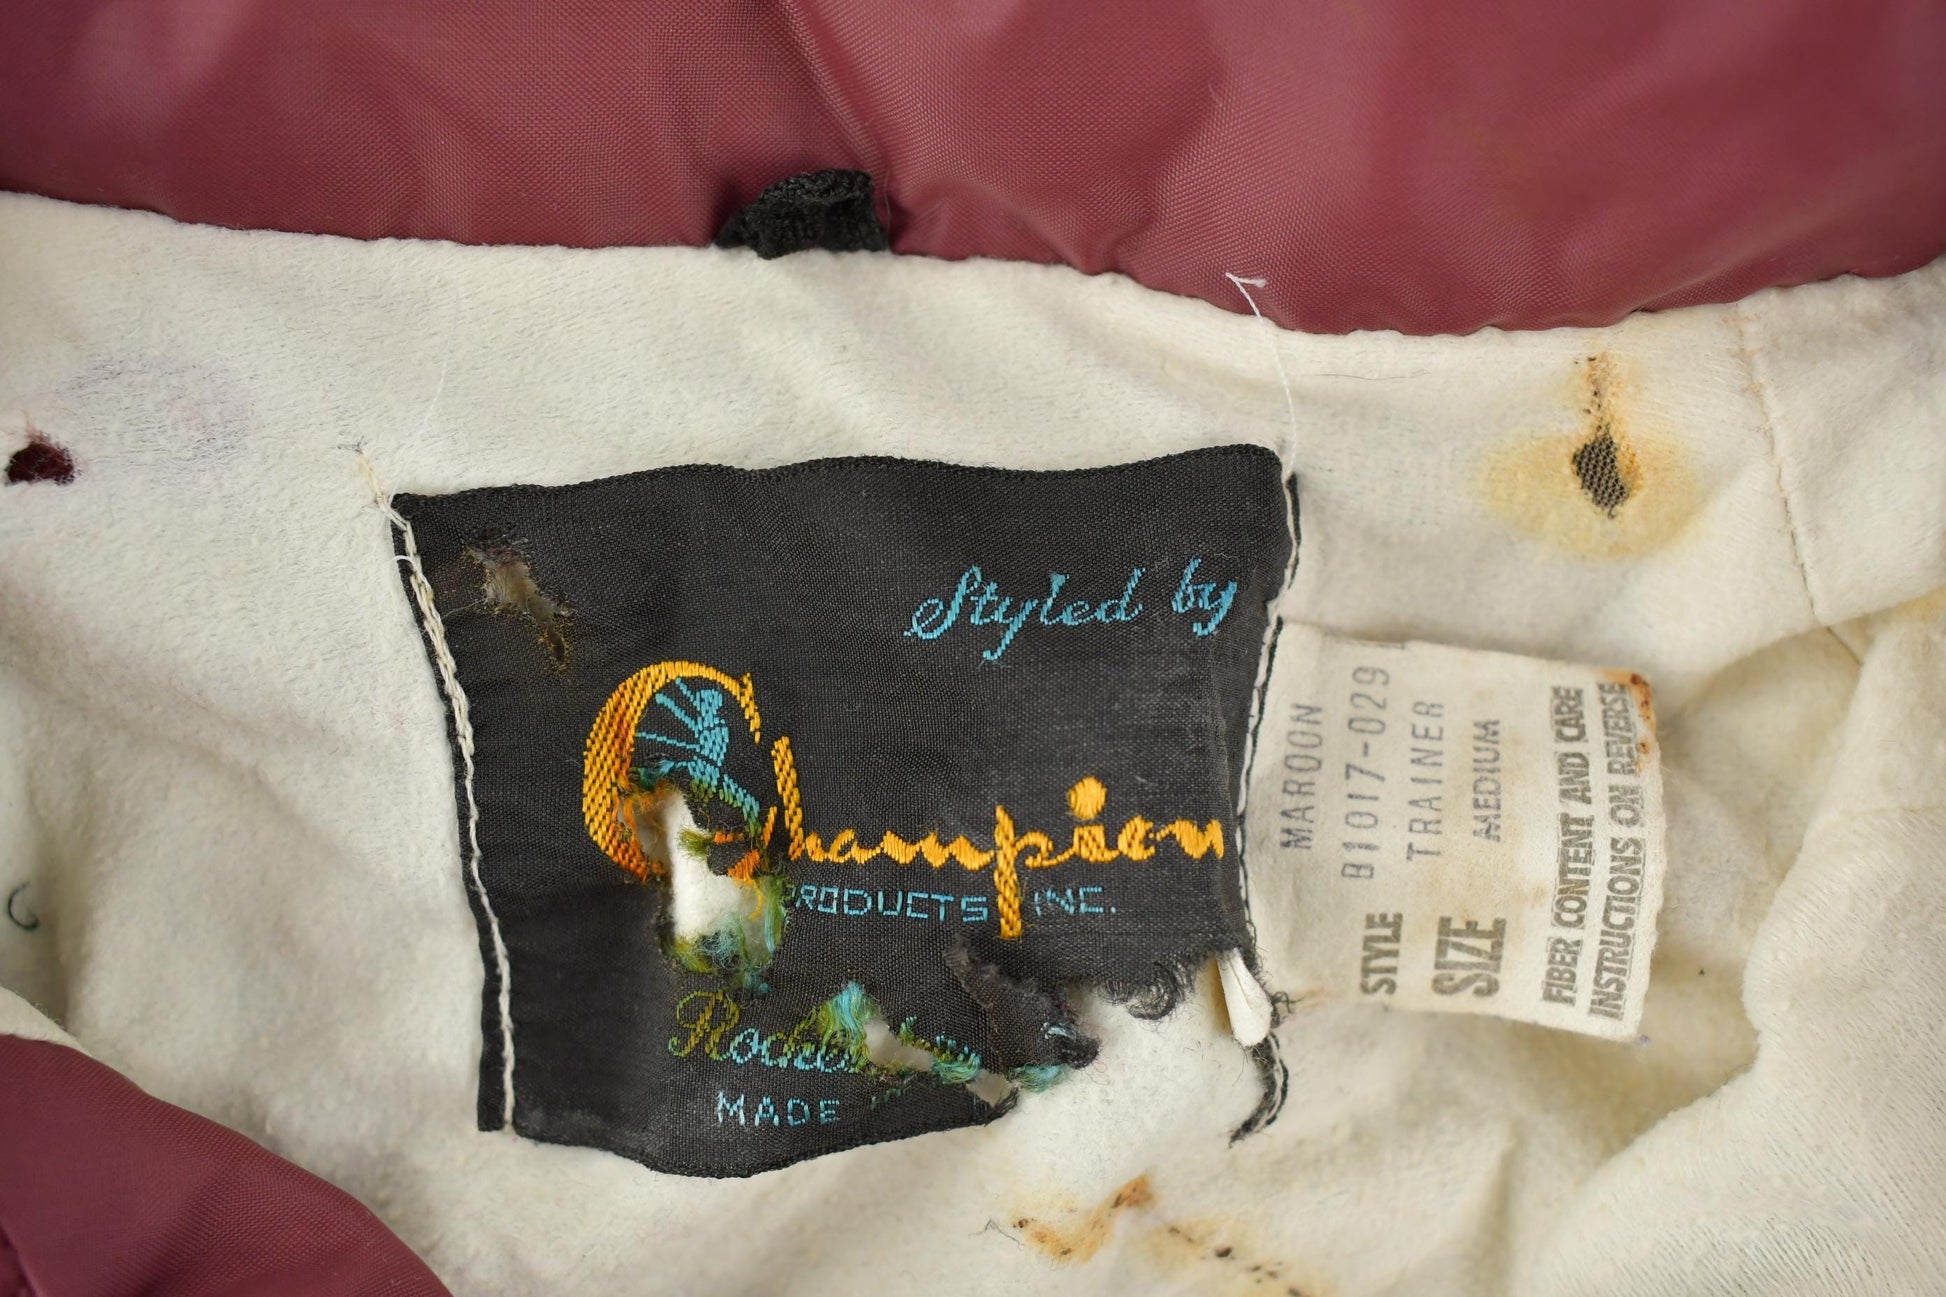 Styled by
Champion
PRODUCTS INC.
MADE
MAROON
STYLE B1017-029
TRAINER
SIZE MEDIUM
FIBER CONTENT AND CARE
INSTRUCTIONS ON REVERSE